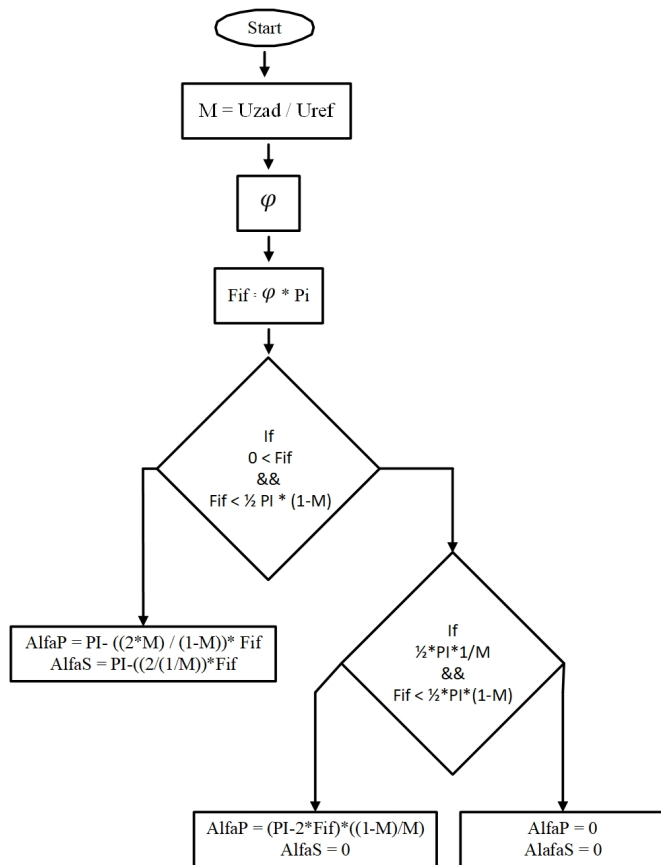 Start
M = Uzad / Uref
φ
Fif = φ * Pi
If
0 < Fif
&&
Fif < ½ PI * (1-M)
AlfaP = PI- ((2*M) / (1-M))* Fif
AlfaS = PI-((2/(1/M))*Fif
If
½*PI*1/M
&&
Fif < ½*PI*(1-M)
AlfaP = (PI-2*Fif)*((1-M)/M)
AlfaS = 0
AlfaP = 0
AlafaS = 0